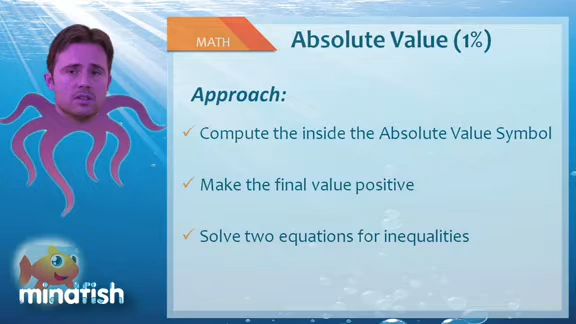 MATH
Absolute Value (1%)
Approach:
Compute the inside the Absolute Value Symbol
Make the final value positive
Solve two equations for inequalities
mindfish